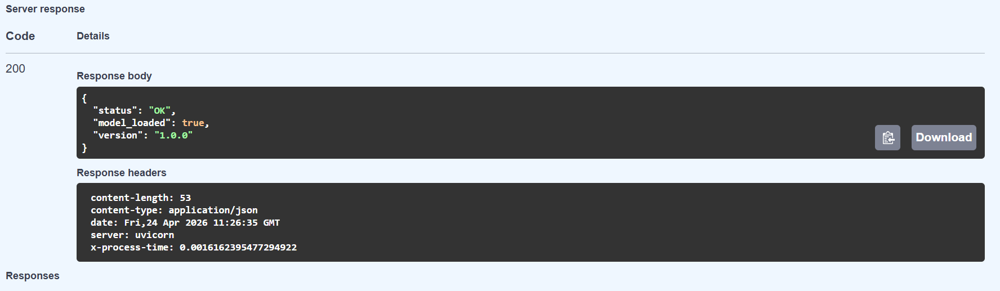 Server response
Code Details
200
Response body
{
  "status": "OK",
  "model_loaded": true,
  "version": "1.0.0"
}
Download
Response headers
content-length: 53
content-type: application/json
date: Fri,24 Apr 2026 11:26:35 GMT
server: uvicorn
x-process-time: 0.0016162395477294922
Responses